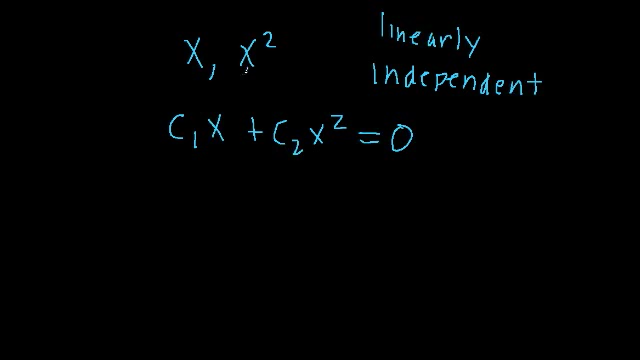 x, x²
linearly
independent
c₁x + c₂x² = 0